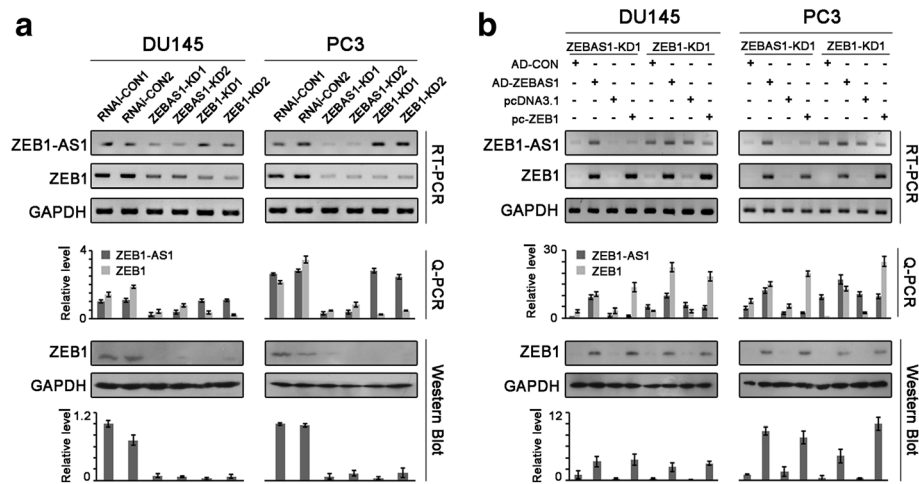 a
DU145 PC3
RNAi-CON1 RNAi-CON2 ZEBAS1-KD1 ZEBAS1-KD2 ZEB1-KD1 ZEB1-KD2 RNAi-CON1 RNAi-CON2 ZEBAS1-KD1 ZEBAS1-KD2 ZEB1-KD1 ZEB1-KD2
ZEB1-AS1
ZEB1
GAPDH
RT-PCR
4
2
0
Relative level
ZEB1-AS1
ZEB1
Q-PCR
ZEB1
GAPDH
Western Blot
1.2
0
Relative level
b
DU145 PC3
ZEBAS1-KD1 ZEB1-KD1 ZEBAS1-KD1 ZEB1-KD1
AD-CON + - - - + - - - + - - - + - - -
AD-ZEBAS1 - + - - - + - - - + - - - + - -
pcDNA3.1 - - + - - - + - - - + - - - + -
pc-ZEB1 - - - + - - - + - - - + - - - +
ZEB1-AS1
ZEB1
GAPDH
RT-PCR
30
15
0
Relative level
ZEB1-AS1
ZEB1
Q-PCR
ZEB1
GAPDH
Western Blot
12
0
Relative level